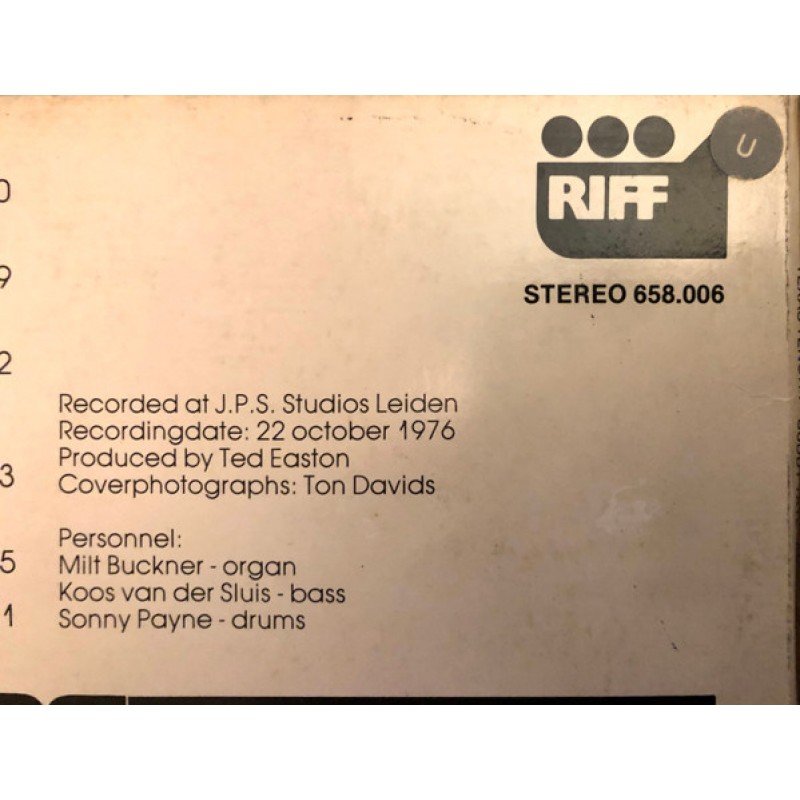 U
RIFF
STEREO 658.006
0
9
2
Recorded at J.P.S. Studios Leiden
Recordingdate: 22 october 1976
Produced by Ted Easton
3
Coverphotographs: Ton Davids
Personnel:
5 Milt Buckner - organ
Koos van der Sluis - bass
1 Sonny Payne - drums